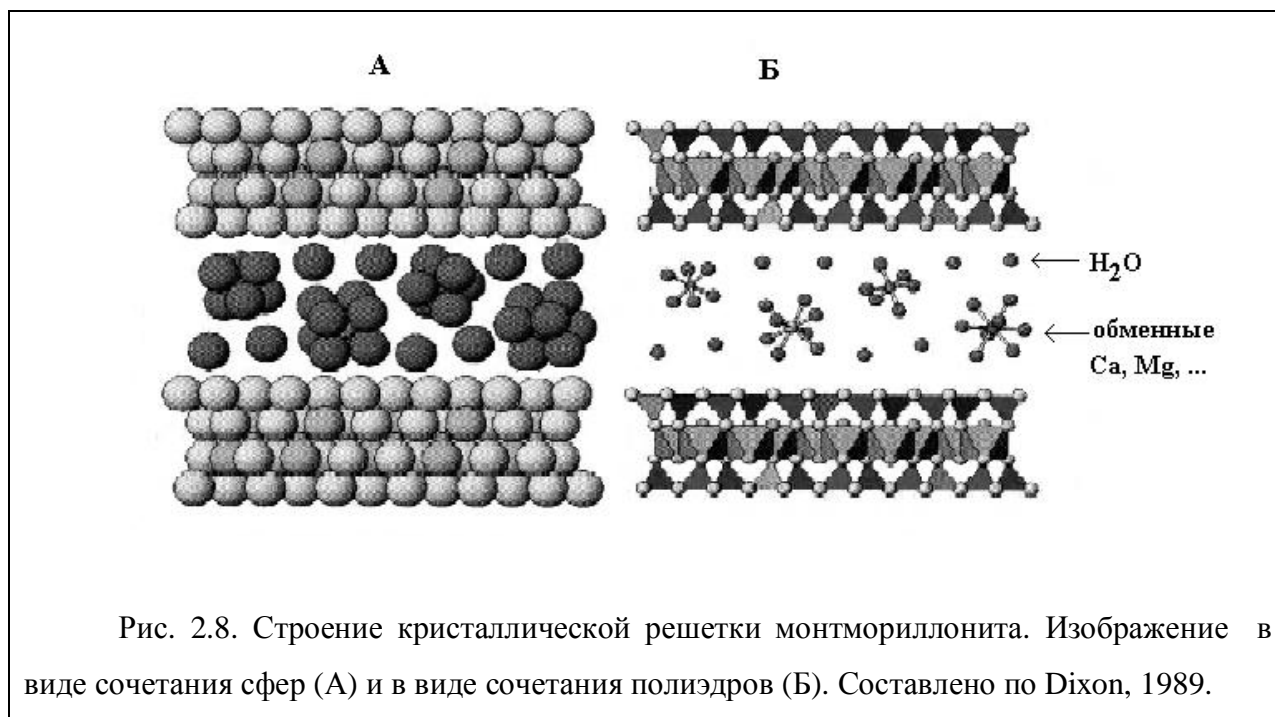 А
Б
H2O
обменные
Ca, Mg, ...
Рис. 2.8. Строение кристаллической решетки монтмориллонита. Изображение в
виде сочетания сфер (А) и в виде сочетания полиэдров (Б). Составлено по Dixon, 1989.